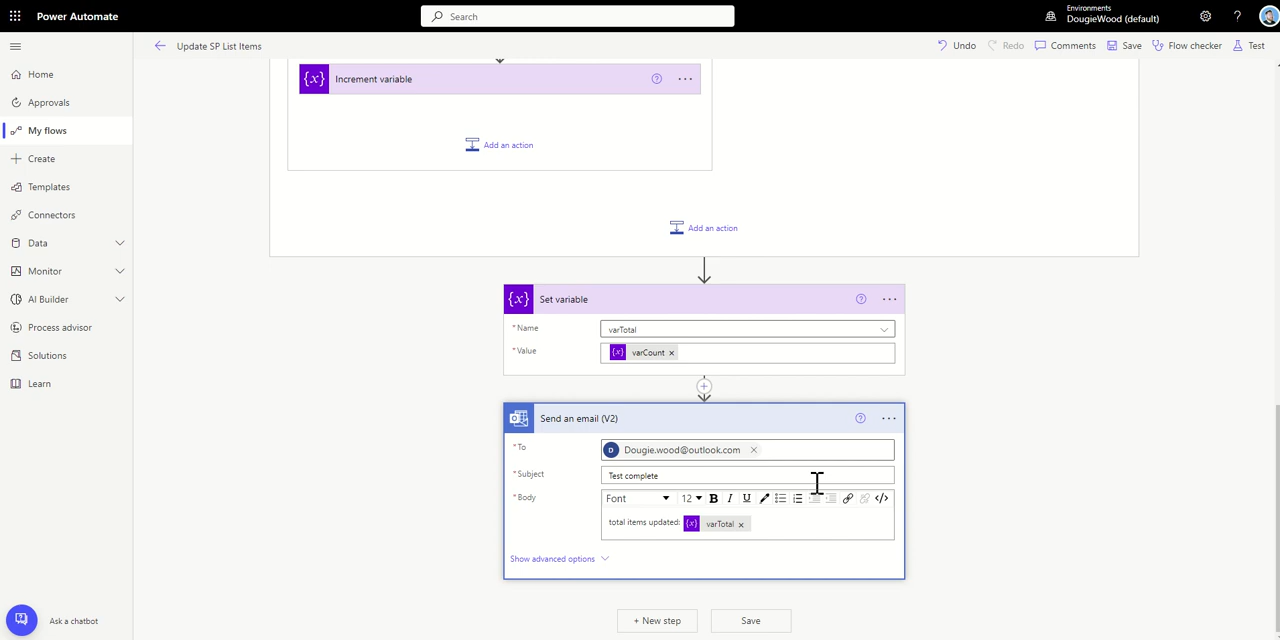 Power Automate
Search
Environments
DougieWood (default)
?
Update SP List Items
Undo
Redo
Comments
Save
Flow checker
Test
Home
Approvals
My flows
Create
Templates
Connectors
Data
Monitor
AI Builder
Process advisor
Solutions
Learn
Ask a chatbot
{x} Increment variable ? ...
Add an action
Add an action
{x} Set variable ? ...
* Name varTotal
* Value {x} varCount ×
+
Send an email (V2) ? ...
* To D Dougie.wood@outlook.com ×
* Subject Test complete
* Body Font 12 B I U </>
total items updated: {x} varTotal ×
Show advanced options
+ New step
Save